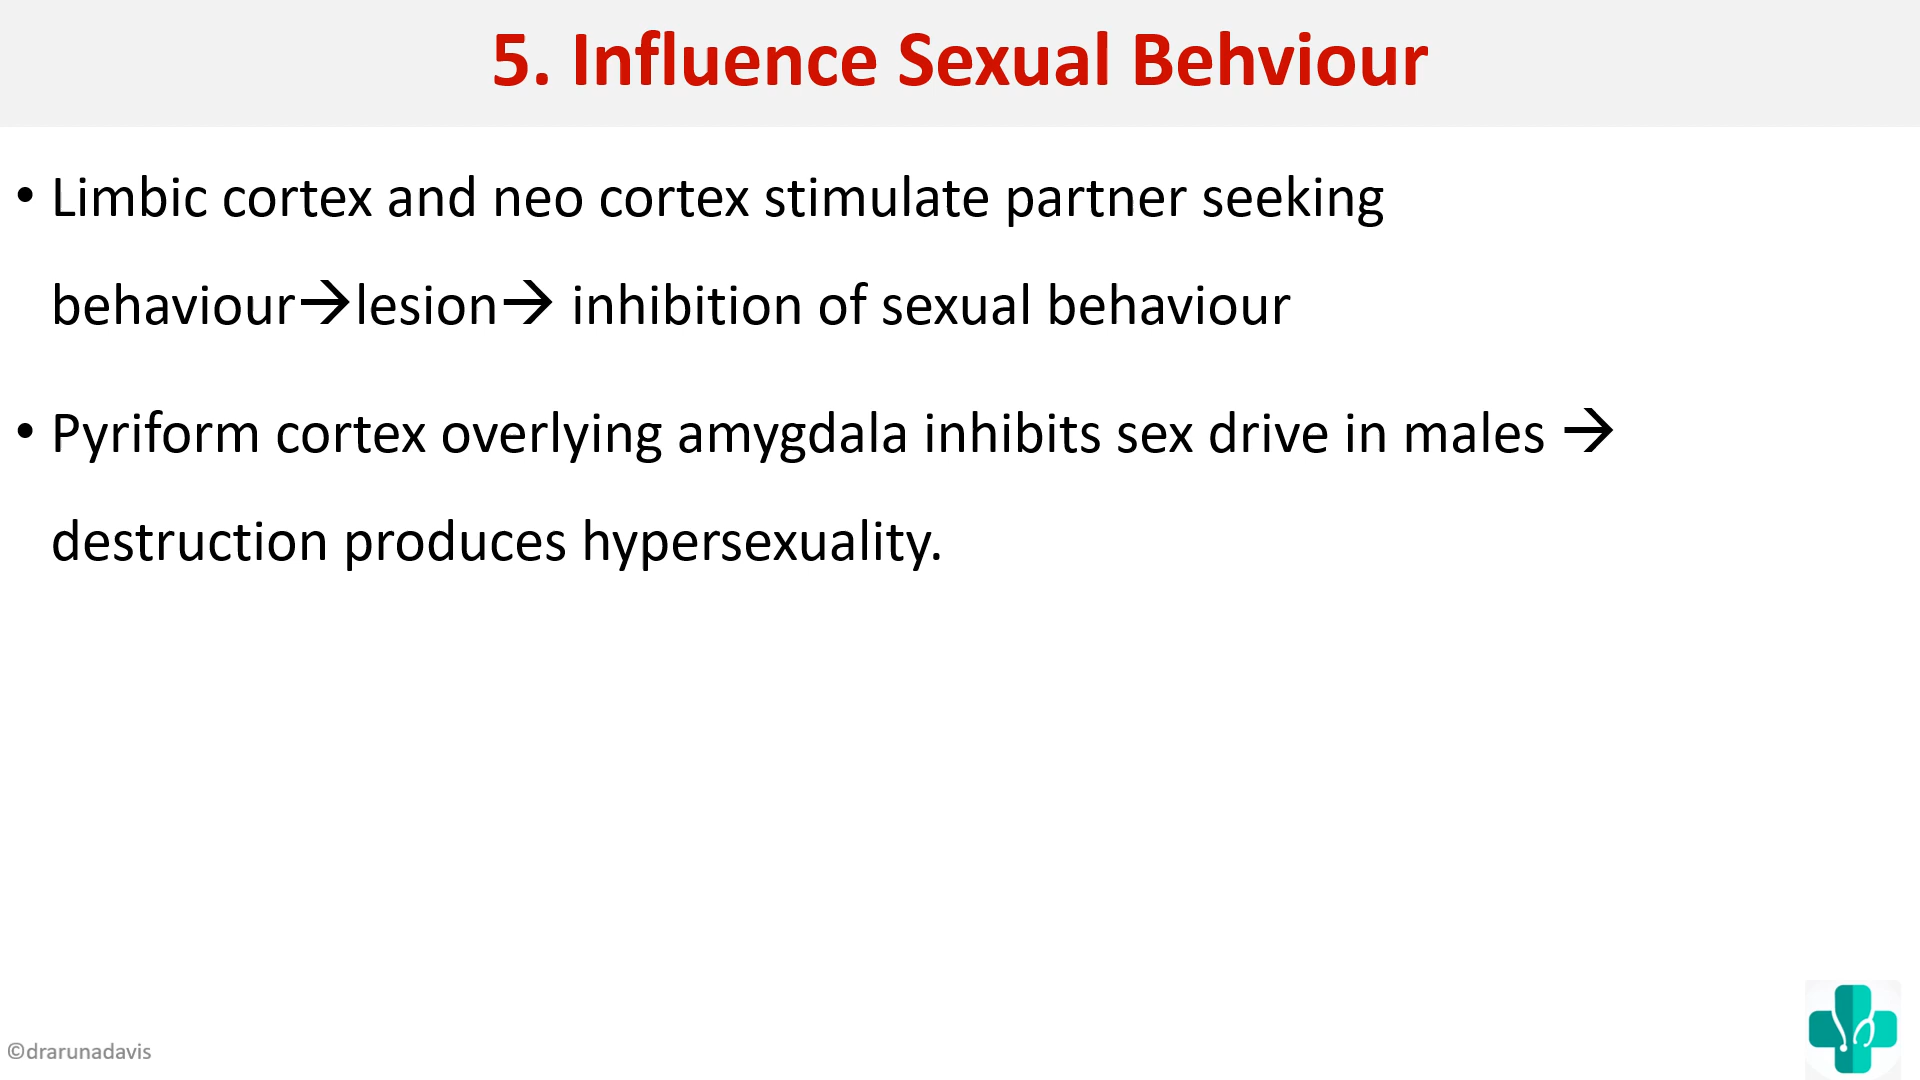 5. Influence Sexual Behviour
• Limbic cortex and neo cortex stimulate partner seeking
behaviour→lesion→ inhibition of sexual behaviour
• Pyriform cortex overlying amygdala inhibits sex drive in males →
destruction produces hypersexuality.
©drarunadavis